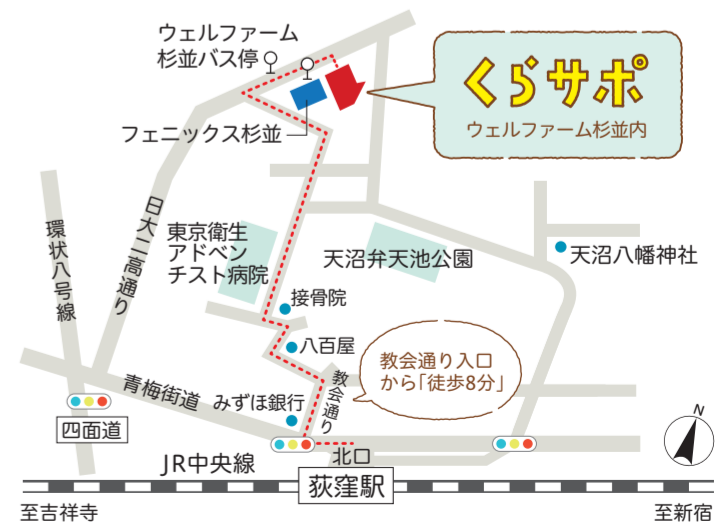 ウェルファーム
杉並バス停
くらサポ
ウェルファーム杉並内
フェニックス杉並
日大二高通り
環状八号線
東京衛生
アドベン
チスト病院
天沼弁天池公園
天沼八幡神社
接骨院
八百屋
教会通り入口
から「徒歩8分」
教会通り
青梅街道
みずほ銀行
四面道
N
北口
JR中央線
荻窪駅
至吉祥寺
至新宿